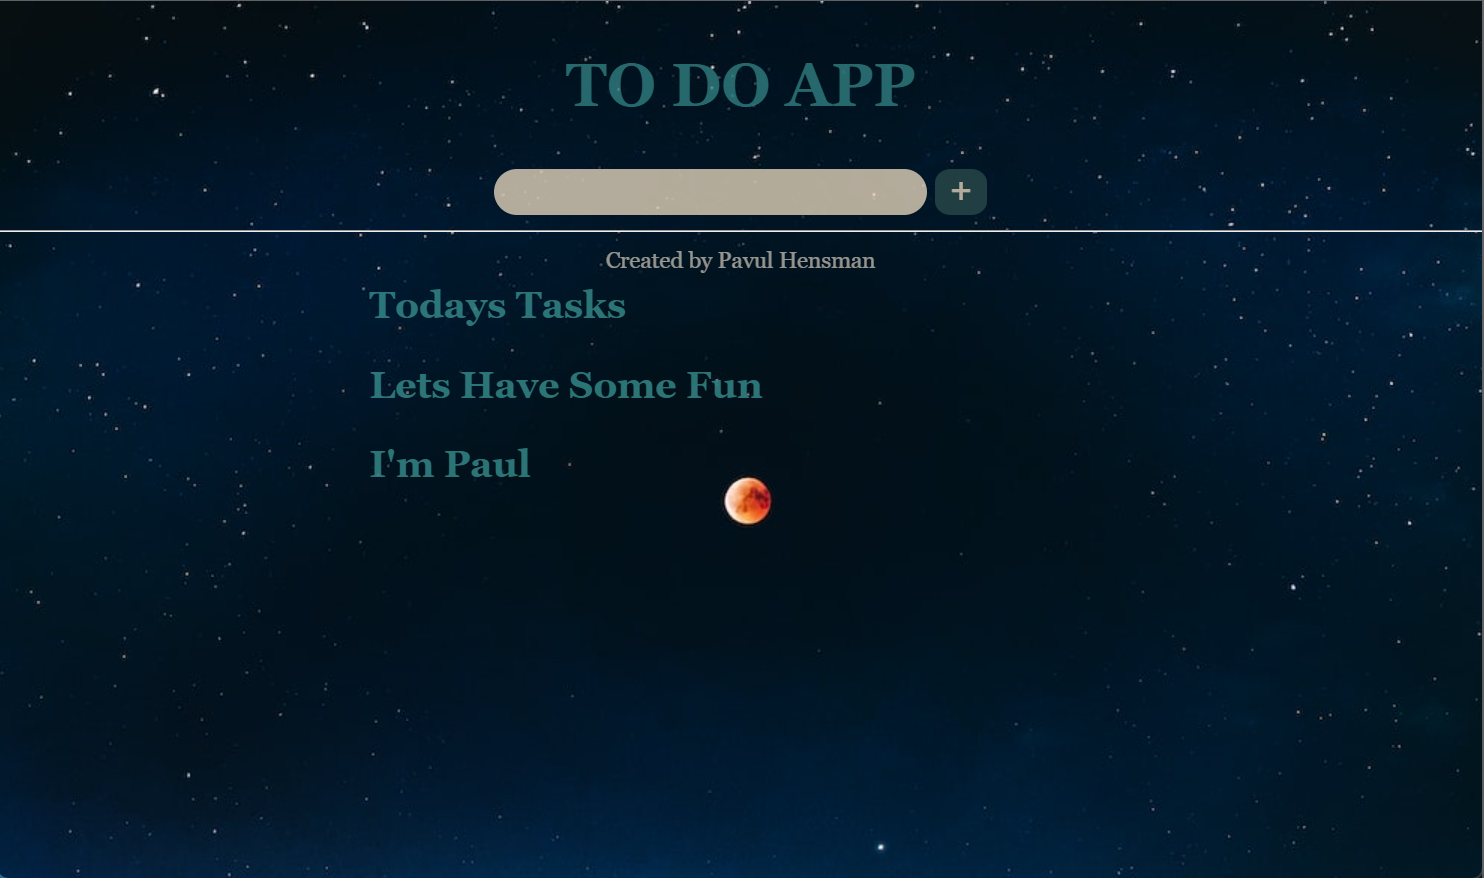 TO DO APP
+
Created by Pavul Hensman
Todays Tasks
Lets Have Some Fun
I'm Paul